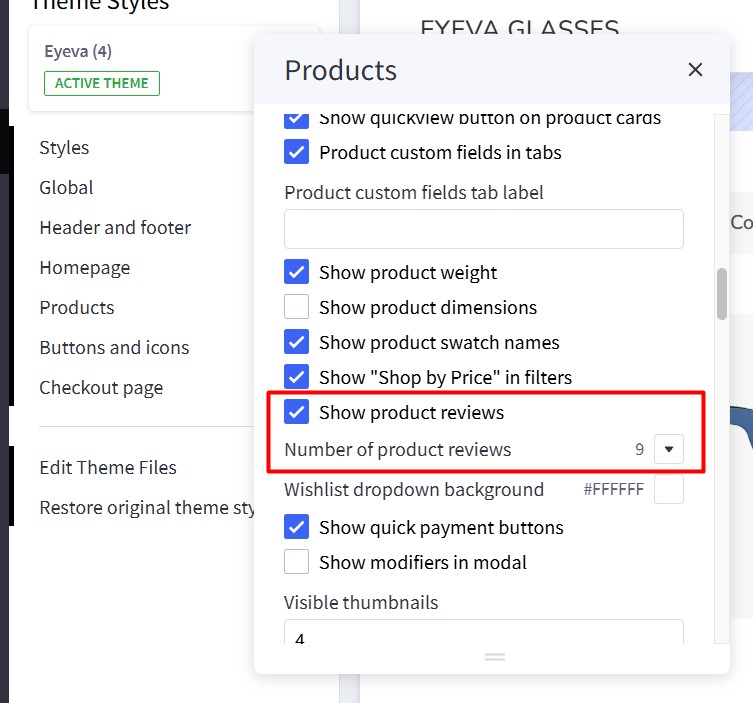 Theme Styles
EYEVA GLASSES
Eyeva (4)
ACTIVE THEME
Styles
Global
Header and footer
Homepage
Products
Buttons and icons
Checkout page
Edit Theme Files
Restore original theme sty
Products
Show quickview button on product cards
Product custom fields in tabs
Product custom fields tab label
Show product weight
Show product dimensions
Show product swatch names
Show "Shop by Price" in filters
Show product reviews
Number of product reviews 9
Wishlist dropdown background #FFFFFF
Show quick payment buttons
Show modifiers in modal
Visible thumbnails
4
Co